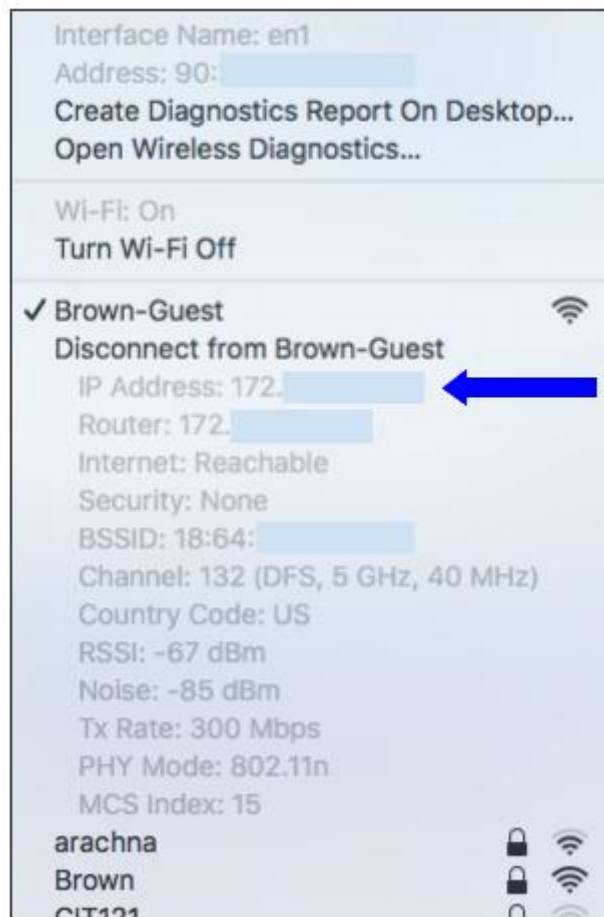 Interface Name: en1
Address: 90:
Create Diagnostics Report On Desktop...
Open Wireless Diagnostics...
Wi-Fi: On
Turn Wi-Fi Off
✓ Brown-Guest
Disconnect from Brown-Guest
IP Address: 172.
Router: 172.
Internet: Reachable
Security: None
BSSID: 18:64:
Channel: 132 (DFS, 5 GHz, 40 MHz)
Country Code: US
RSSI: -67 dBm
Noise: -85 dBm
Tx Rate: 300 Mbps
PHY Mode: 802.11n
MCS Index: 15
arachna
Brown
CIT121